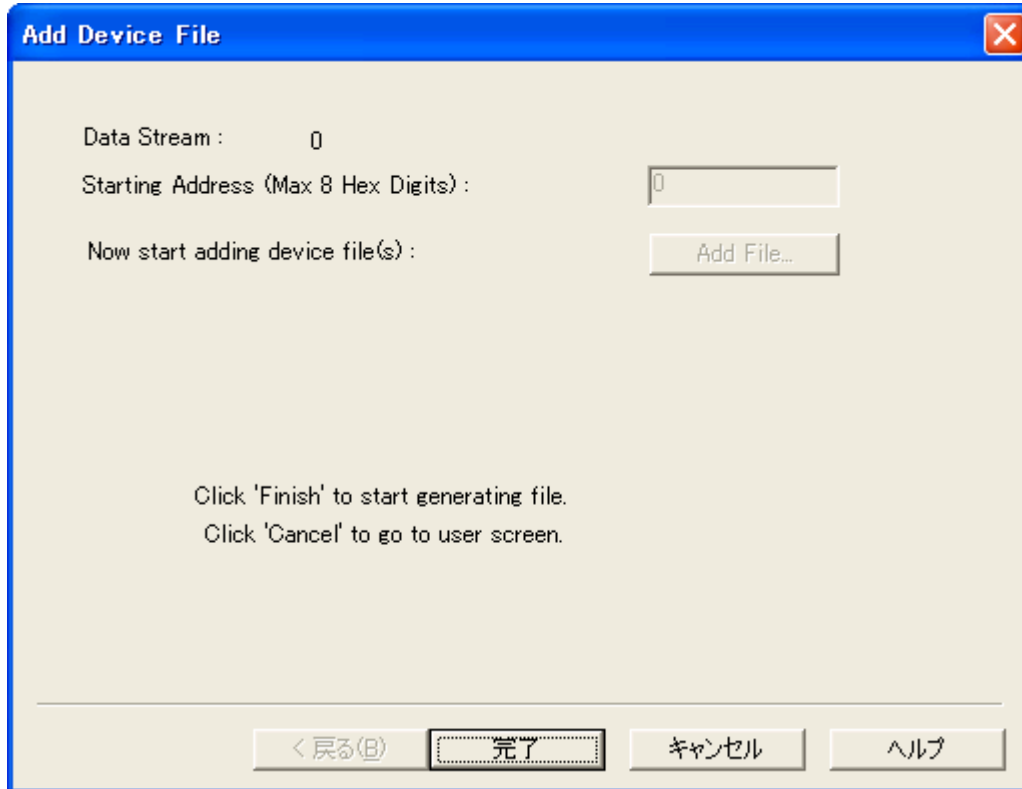 Add Device File
Data Stream : 0
Starting Address (Max 8 Hex Digits) : 0
Now start adding device file(s) : Add File...
Click 'Finish' to start generating file.
Click 'Cancel' to go to user screen.
< 戻る(B) 完了 キャンセル ヘルプ